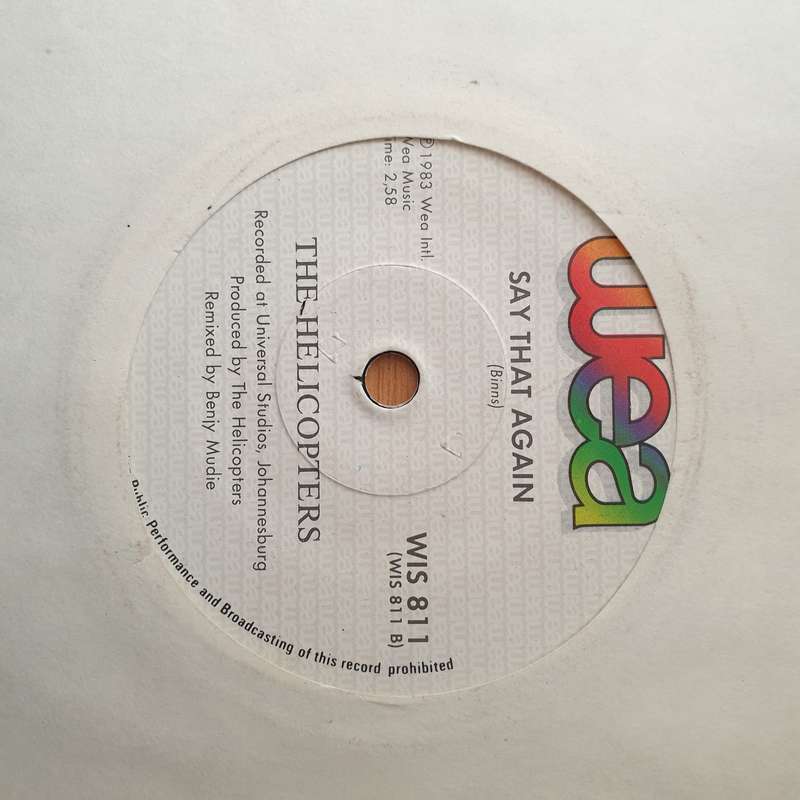 wea
SAY THAT AGAIN
(Binns)
℗ 1983 Wea Intl.
Wea Music
ime: 2,58
WIS 811
(WIS 811 B)
THE HELICOPTERS
Recorded at Universal Studios, Johannesburg
Produced by The Helicopters
Remixed by Benjy Mudie
Public Performance and Broadcasting of this record prohibited